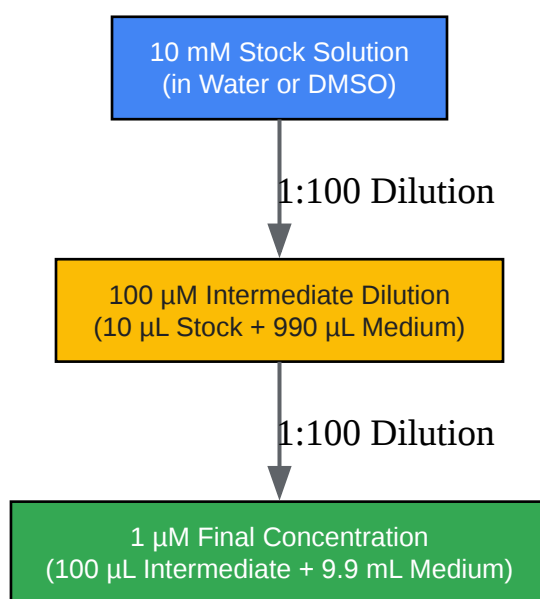 10 mM Stock Solution
(in Water or DMSO)
1:100 Dilution
100 µM Intermediate Dilution
(10 µL Stock + 990 µL Medium)
1:100 Dilution
1 µM Final Concentration
(100 µL Intermediate + 9.9 mL Medium)